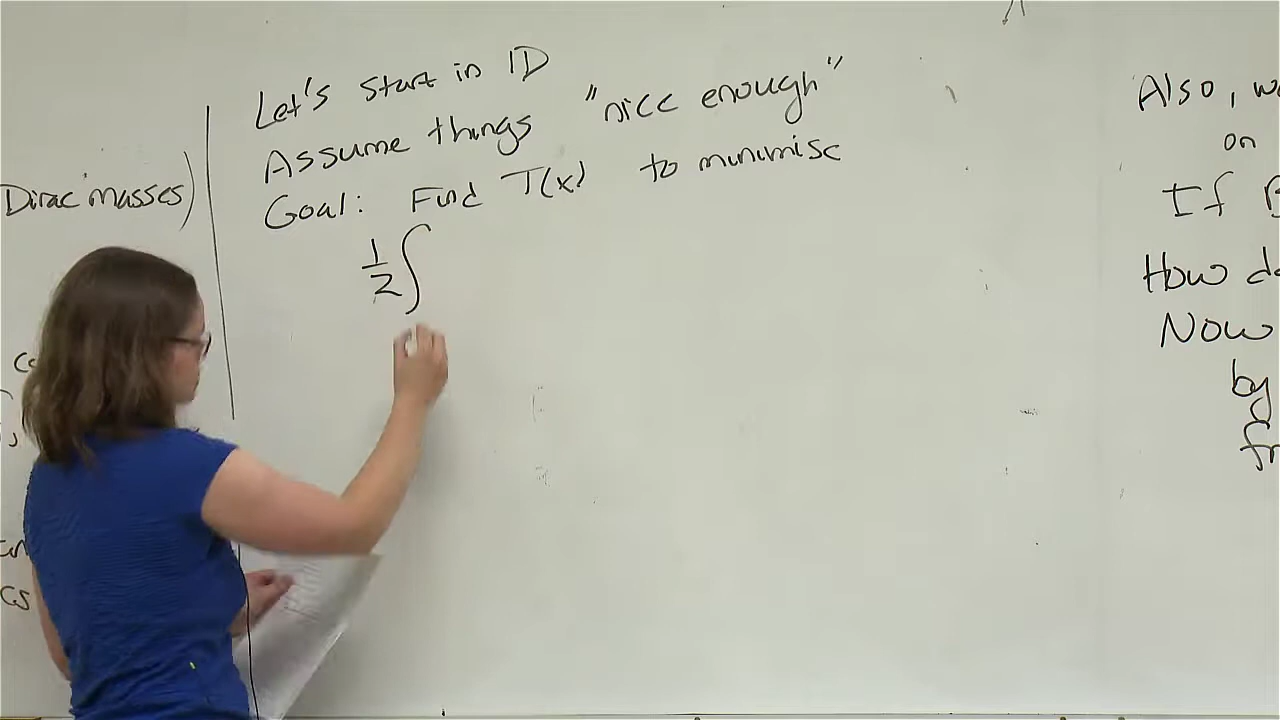 Dirac masses)
Let's start in 1D
Assume things "nice enough"
Goal: Find T(x) to minimise
1/2 ∫
Also,
on
If
How
Now
by